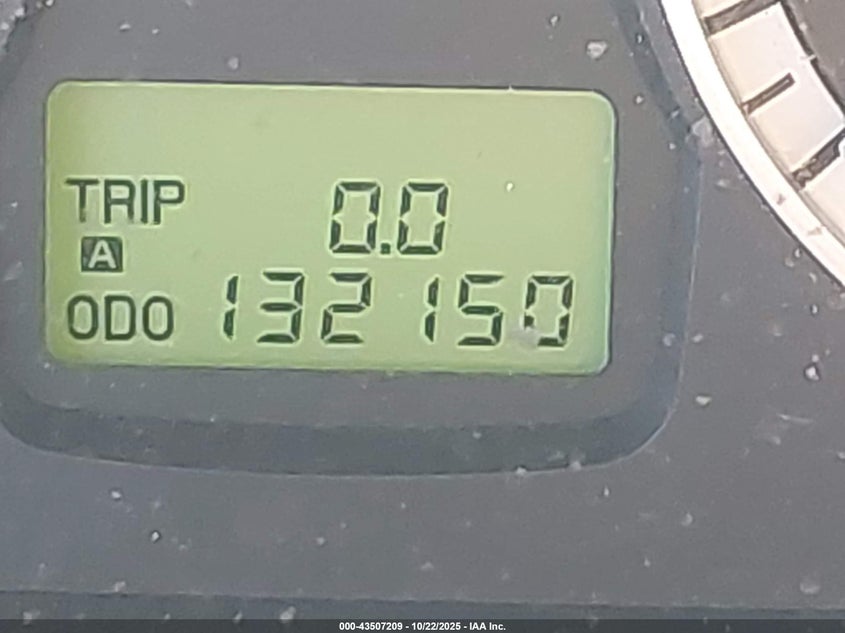 TRIP 0.0
A
ODO 132150
000-43507209 - 10/22/2025 - IAA Inc.